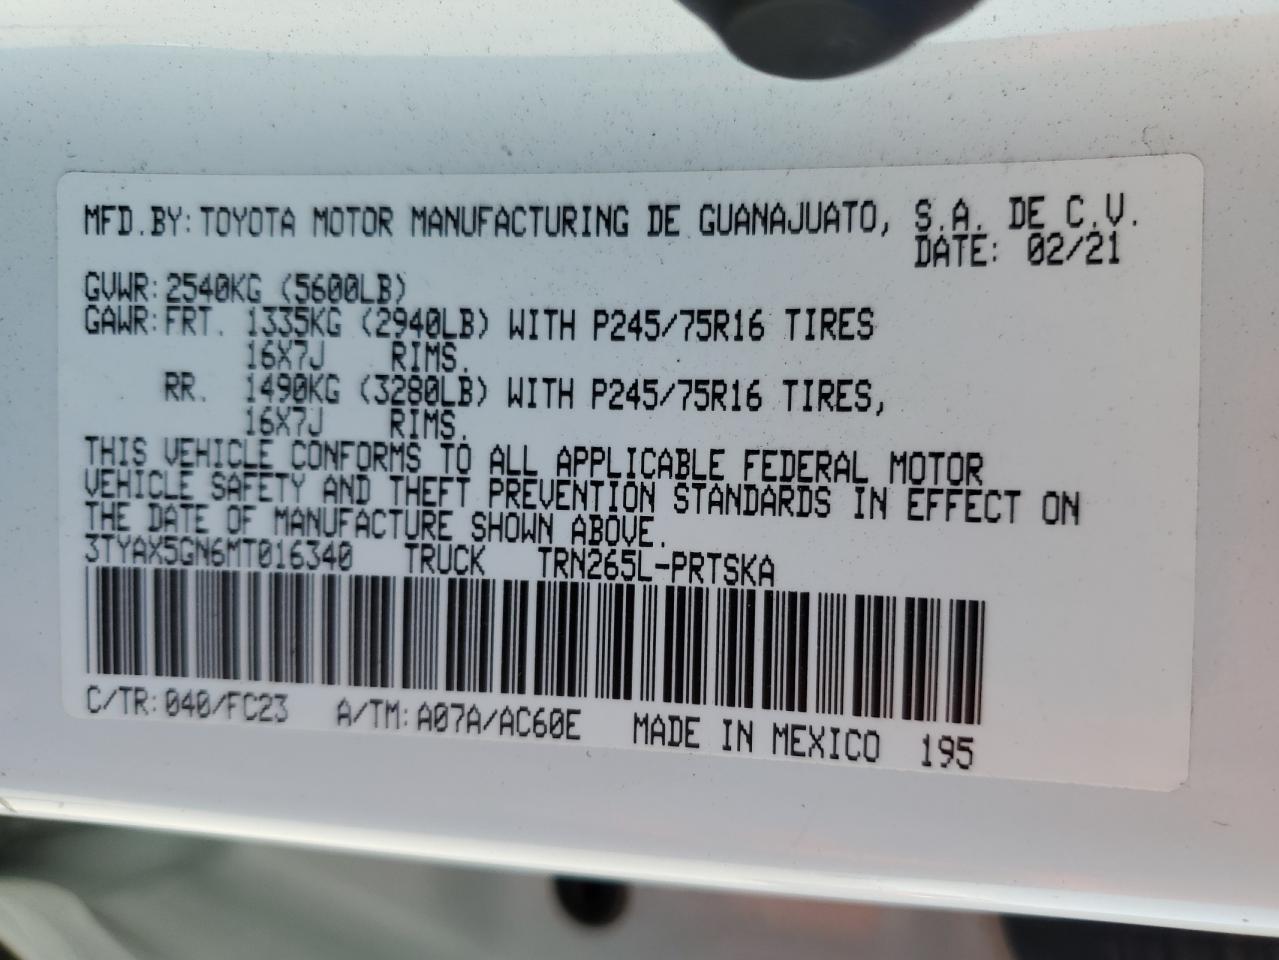 MFD.BY:TOYOTA MOTOR MANUFACTURING DE GUANAJUATO, S.A. DE C.V.
DATE: 02/21
GVWR:2540KG (5600LB)
GAWR:FRT. 1335KG (2940LB) WITH P245/75R16 TIRES
16X7J RIMS.
RR. 1490KG (3280LB) WITH P245/75R16 TIRES,
16X7J RIMS.
THIS VEHICLE CONFORMS TO ALL APPLICABLE FEDERAL MOTOR
VEHICLE SAFETY AND THEFT PREVENTION STANDARDS IN EFFECT ON
THE DATE OF MANUFACTURE SHOWN ABOVE.
3TYAX5GN6MT016340 TRUCK TRN265L-PRTSKA
C/TR:040/FC23 A/TM:A07A/AC60E MADE IN MEXICO 195